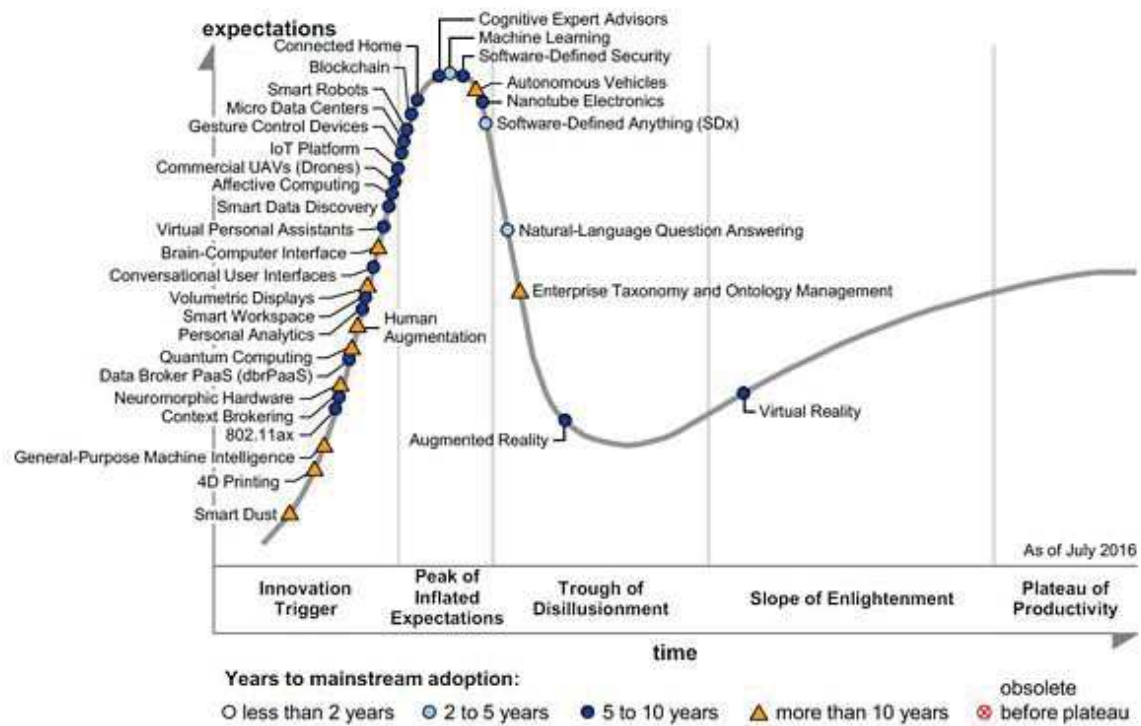 expectations
Cognitive Expert Advisors
Machine Learning
Software-Defined Security
Connected Home
Blockchain
Smart Robots
Micro Data Centers
Gesture Control Devices
IoT Platform
Commercial UAVs (Drones)
Affective Computing
Smart Data Discovery
Virtual Personal Assistants
Brain-Computer Interface
Conversational User Interfaces
Volumetric Displays
Smart Workspace
Personal Analytics
Human
Augmentation
Quantum Computing
Data Broker PaaS (dbrPaaS)
Neuromorphic Hardware
Context Brokering
802.11ax
General-Purpose Machine Intelligence
4D Printing
Smart Dust
Autonomous Vehicles
Nanotube Electronics
Software-Defined Anything (SDx)
Natural-Language Question Answering
Enterprise Taxonomy and Ontology Management
Augmented Reality
Virtual Reality
As of July 2016
Innovation
Trigger
Peak of
Inflated
Expectations
Trough of
Disillusionment
Slope of Enlightenment
Plateau of
Productivity
time
Years to mainstream adoption:
less than 2 years
2 to 5 years
5 to 10 years
more than 10 years
obsolete
before plateau